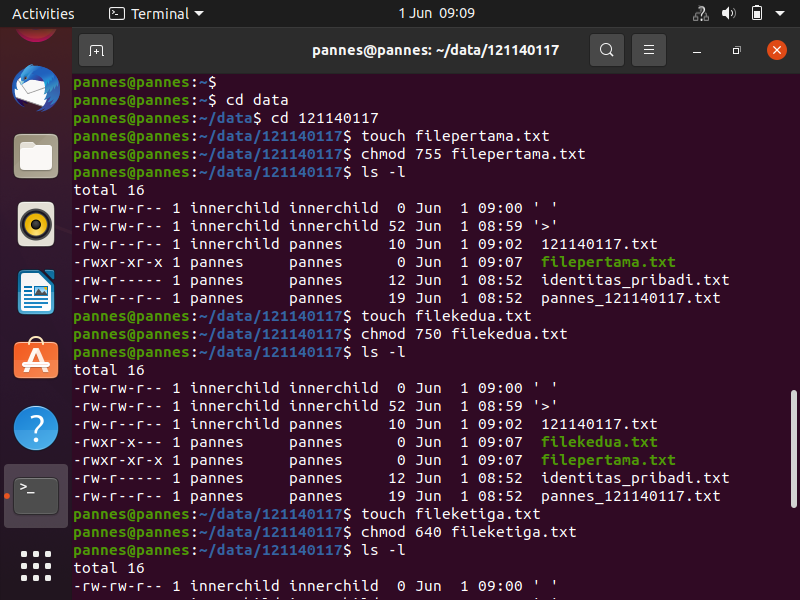 Activities Terminal 1 Jun 09:09
pannes@pannes: ~/data/121140117
pannes@pannes:~$
pannes@pannes:~$ cd data
pannes@pannes:~/data$ cd 121140117
pannes@pannes:~/data/121140117$ touch filepertama.txt
pannes@pannes:~/data/121140117$ chmod 755 filepertama.txt
pannes@pannes:~/data/121140117$ ls -l
total 16
-rw-rw-r-- 1 innerchild innerchild  0 Jun  1 09:00 ' '
-rw-rw-r-- 1 innerchild innerchild 52 Jun  1 08:59 '>'
-rw-r--r-- 1 innerchild pannes     10 Jun  1 09:02  121140117.txt
-rwxr-xr-x 1 pannes     pannes      0 Jun  1 09:07  filepertama.txt
-rw-r----- 1 pannes     pannes     12 Jun  1 08:52  identitas_pribadi.txt
-rw-r--r-- 1 pannes     pannes     19 Jun  1 08:52  pannes_121140117.txt
pannes@pannes:~/data/121140117$ touch filekedua.txt
pannes@pannes:~/data/121140117$ chmod 750 filekedua.txt
pannes@pannes:~/data/121140117$ ls -l
total 16
-rw-rw-r-- 1 innerchild innerchild  0 Jun  1 09:00 ' '
-rw-rw-r-- 1 innerchild innerchild 52 Jun  1 08:59 '>'
-rw-r--r-- 1 innerchild pannes     10 Jun  1 09:02  121140117.txt
-rwxr-x--- 1 pannes     pannes      0 Jun  1 09:07  filekedua.txt
-rwxr-xr-x 1 pannes     pannes      0 Jun  1 09:07  filepertama.txt
-rw-r----- 1 pannes     pannes     12 Jun  1 08:52  identitas_pribadi.txt
-rw-r--r-- 1 pannes     pannes     19 Jun  1 08:52  pannes_121140117.txt
pannes@pannes:~/data/121140117$ touch fileketiga.txt
pannes@pannes:~/data/121140117$ chmod 640 fileketiga.txt
pannes@pannes:~/data/121140117$ ls -l
total 16
-rw-rw-r-- 1 innerchild innerchild  0 Jun  1 09:00 ' '